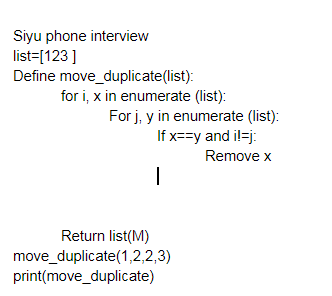 Siyu phone interview
list=[123 ]
Define move_duplicate(list):
for i, x in enumerate (list):
For j, y in enumerate (list):
If x==y and i!=j:
Remove x
Return list(M)
move_duplicate(1,2,2,3)
print(move_duplicate)